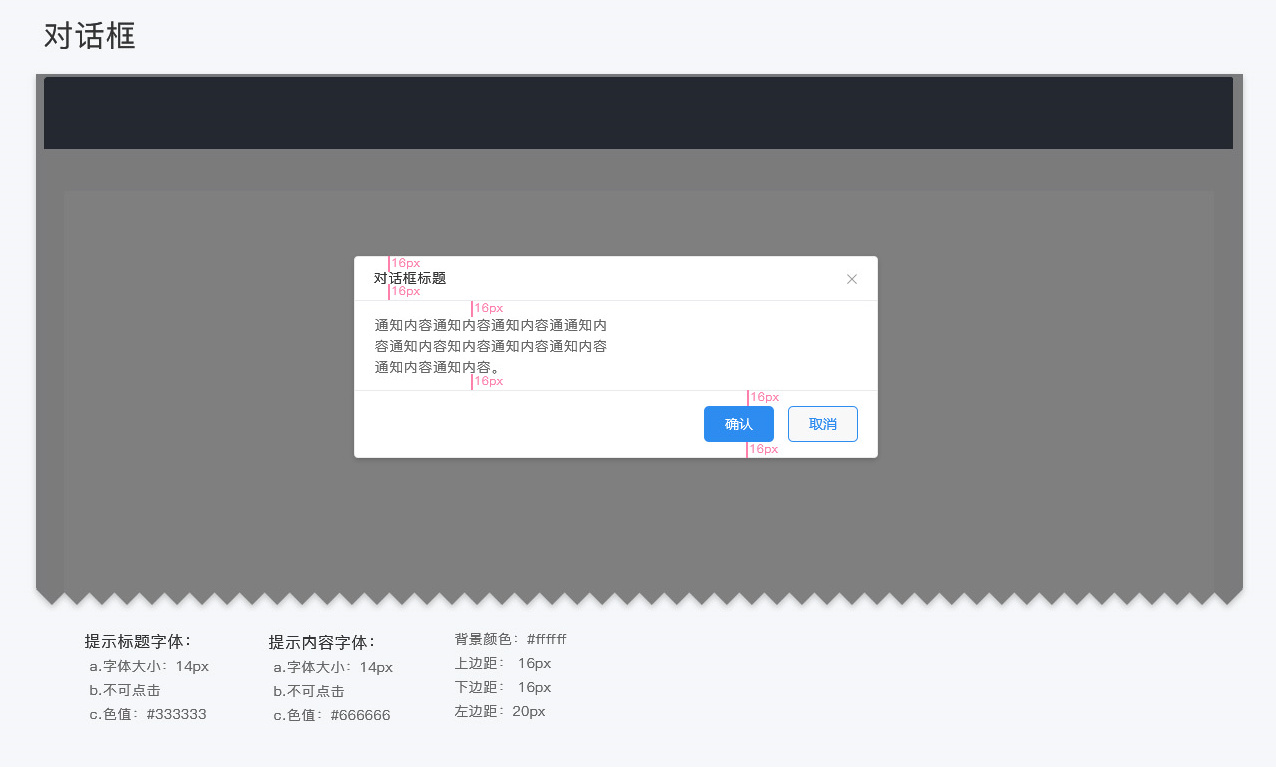 对话框
16px
对话框标题
16px
16px
通知内容通知内容通知内容通通知内
容通知内容知内容通知内容通知内容
通知内容通知内容。
16px
16px
确认 取消
16px
提示标题字体：
a.字体大小：14px
b.不可点击
c.色值：#333333
提示内容字体：
a.字体大小：14px
b.不可点击
c.色值：#666666
背景颜色：#ffffff
上边距： 16px
下边距： 16px
左边距：20px